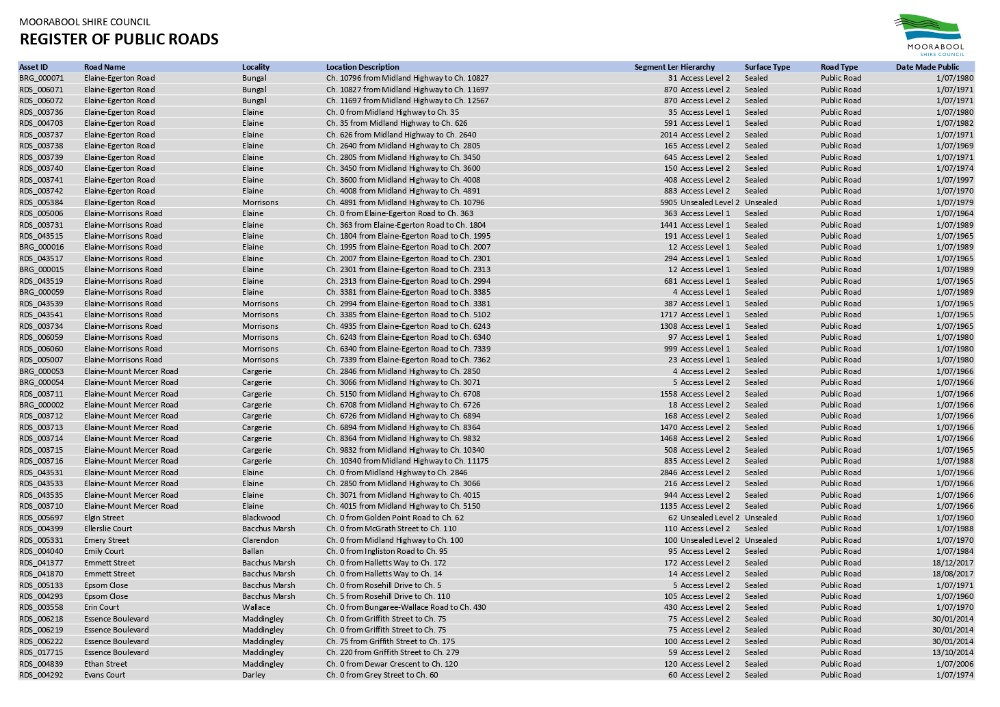 MOORABOOL SHIRE COUNCIL
REGISTER OF PUBLIC ROADS
MOORABOOL
SHIRE COUNCIL
Asset ID Road Name Locality Location Description Segment Len Hierarchy Surface Type Road Type Date Made Public
BRG_000071 Elaine-Egerton Road Bungal Ch. 10796 from Midland Highway to Ch. 10827 31 Access Level 2 Sealed Public Road 1/07/1980
RDS_006071 Elaine-Egerton Road Bungal Ch. 10827 from Midland Highway to Ch. 11697 870 Access Level 2 Sealed Public Road 1/07/1971
RDS_006072 Elaine-Egerton Road Bungal Ch. 11697 from Midland Highway to Ch. 12567 870 Access Level 2 Sealed Public Road 1/07/1971
RDS_003736 Elaine-Egerton Road Elaine Ch. 0 from Midland Highway to Ch. 35 35 Access Level 1 Sealed Public Road 1/07/1980
RDS_004703 Elaine-Egerton Road Elaine Ch. 35 from Midland Highway to Ch. 626 591 Access Level 1 Sealed Public Road 1/07/1982
RDS_003737 Elaine-Egerton Road Elaine Ch. 626 from Midland Highway to Ch. 2640 2014 Access Level 2 Sealed Public Road 1/07/1971
RDS_003738 Elaine-Egerton Road Elaine Ch. 2640 from Midland Highway to Ch. 2805 165 Access Level 2 Sealed Public Road 1/07/1969
RDS_003739 Elaine-Egerton Road Elaine Ch. 2805 from Midland Highway to Ch. 3450 645 Access Level 2 Sealed Public Road 1/07/1971
RDS_003740 Elaine-Egerton Road Elaine Ch. 3450 from Midland Highway to Ch. 3600 150 Access Level 2 Sealed Public Road 1/07/1974
RDS_003741 Elaine-Egerton Road Elaine Ch. 3600 from Midland Highway to Ch. 4008 408 Access Level 2 Sealed Public Road 1/07/1997
RDS_003742 Elaine-Egerton Road Elaine Ch. 4008 from Midland Highway to Ch. 4891 883 Access Level 2 Sealed Public Road 1/07/1970
RDS_005384 Elaine-Egerton Road Morrisons Ch. 4891 from Midland Highway to Ch. 10796 5905 Unsealed Level 2 Unsealed Public Road 1/07/1979
RDS_005006 Elaine-Morrisons Road Elaine Ch. 0 from Elaine-Egerton Road to Ch. 363 363 Access Level 1 Sealed Public Road 1/07/1964
RDS_003731 Elaine-Morrisons Road Elaine Ch. 363 from Elaine-Egerton Road to Ch. 1804 1441 Access Level 1 Sealed Public Road 1/07/1989
RDS_043515 Elaine-Morrisons Road Elaine Ch. 1804 from Elaine-Egerton Road to Ch. 1995 191 Access Level 1 Sealed Public Road 1/07/1965
BRG_000016 Elaine-Morrisons Road Elaine Ch. 1995 from Elaine-Egerton Road to Ch. 2007 12 Access Level 1 Sealed Public Road 1/07/1989
RDS_043517 Elaine-Morrisons Road Elaine Ch. 2007 from Elaine-Egerton Road to Ch. 2301 294 Access Level 1 Sealed Public Road 1/07/1965
BRG_000015 Elaine-Morrisons Road Elaine Ch. 2301 from Elaine-Egerton Road to Ch. 2313 12 Access Level 1 Sealed Public Road 1/07/1989
RDS_043519 Elaine-Morrisons Road Elaine Ch. 2313 from Elaine-Egerton Road to Ch. 2994 681 Access Level 1 Sealed Public Road 1/07/1965
BRG_000059 Elaine-Morrisons Road Elaine Ch. 3381 from Elaine-Egerton Road to Ch. 3385 4 Access Level 1 Sealed Public Road 1/07/1989
RDS_043539 Elaine-Morrisons Road Morrisons Ch. 2994 from Elaine-Egerton Road to Ch. 3381 387 Access Level 1 Sealed Public Road 1/07/1965
RDS_043541 Elaine-Morrisons Road Morrisons Ch. 3385 from Elaine-Egerton Road to Ch. 5102 1717 Access Level 1 Sealed Public Road 1/07/1965
RDS_003734 Elaine-Morrisons Road Morrisons Ch. 4935 from Elaine-Egerton Road to Ch. 6243 1308 Access Level 1 Sealed Public Road 1/07/1965
RDS_006059 Elaine-Morrisons Road Morrisons Ch. 6243 from Elaine-Egerton Road to Ch. 6340 97 Access Level 1 Sealed Public Road 1/07/1980
RDS_006060 Elaine-Morrisons Road Morrisons Ch. 6340 from Elaine-Egerton Road to Ch. 7339 999 Access Level 1 Sealed Public Road 1/07/1980
RDS_005007 Elaine-Morrisons Road Morrisons Ch. 7339 from Elaine-Egerton Road to Ch. 7362 23 Access Level 1 Sealed Public Road 1/07/1980
BRG_000053 Elaine-Mount Mercer Road Cargerie Ch. 2846 from Midland Highway to Ch. 2850 4 Access Level 2 Sealed Public Road 1/07/1966
BRG_000054 Elaine-Mount Mercer Road Cargerie Ch. 3066 from Midland Highway to Ch. 3071 5 Access Level 2 Sealed Public Road 1/07/1966
RDS_003711 Elaine-Mount Mercer Road Cargerie Ch. 5150 from Midland Highway to Ch. 6708 1558 Access Level 2 Sealed Public Road 1/07/1966
BRG_000002 Elaine-Mount Mercer Road Cargerie Ch. 6708 from Midland Highway to Ch. 6726 18 Access Level 2 Sealed Public Road 1/07/1966
RDS_003712 Elaine-Mount Mercer Road Cargerie Ch. 6726 from Midland Highway to Ch. 6894 168 Access Level 2 Sealed Public Road 1/07/1966
RDS_003713 Elaine-Mount Mercer Road Cargerie Ch. 6894 from Midland Highway to Ch. 8364 1470 Access Level 2 Sealed Public Road 1/07/1966
RDS_003714 Elaine-Mount Mercer Road Cargerie Ch. 8364 from Midland Highway to Ch. 9832 1468 Access Level 2 Sealed Public Road 1/07/1966
RDS_003715 Elaine-Mount Mercer Road Cargerie Ch. 9832 from Midland Highway to Ch. 10340 508 Access Level 2 Sealed Public Road 1/07/1965
RDS_003716 Elaine-Mount Mercer Road Cargerie Ch. 10340 from Midland Highway to Ch. 11175 835 Access Level 2 Sealed Public Road 1/07/1988
RDS_043531 Elaine-Mount Mercer Road Elaine Ch. 0 from Midland Highway to Ch. 2846 2846 Access Level 2 Sealed Public Road 1/07/1966
RDS_043533 Elaine-Mount Mercer Road Elaine Ch. 2850 from Midland Highway to Ch. 3066 216 Access Level 2 Sealed Public Road 1/07/1966
RDS_043535 Elaine-Mount Mercer Road Elaine Ch. 3071 from Midland Highway to Ch. 4015 944 Access Level 2 Sealed Public Road 1/07/1966
RDS_003710 Elaine-Mount Mercer Road Elaine Ch. 4015 from Midland Highway to Ch. 5150 1135 Access Level 2 Sealed Public Road 1/07/1966
RDS_005697 Elgin Street Blackwood Ch. 0 from Golden Point Road to Ch. 62 62 Unsealed Level 2 Unsealed Public Road 1/07/1960
RDS_004399 Ellerslie Court Bacchus Marsh Ch. 0 from McGrath Street to Ch. 110 110 Access Level 2 Sealed Public Road 1/07/1988
RDS_005331 Emery Street Clarendon Ch. 0 from Midland Highway to Ch. 100 100 Unsealed Level 2 Unsealed Public Road 1/07/1970
RDS_004040 Emily Court Ballan Ch. 0 from Ingliston Road to Ch. 95 95 Access Level 2 Sealed Public Road 1/07/1984
RDS_041377 Emmett Street Bacchus Marsh Ch. 0 from Halletts Way to Ch. 172 172 Access Level 2 Sealed Public Road 18/12/2017
RDS_041870 Emmett Street Bacchus Marsh Ch. 0 from Halletts Way to Ch. 14 14 Access Level 2 Sealed Public Road 18/08/2017
RDS_005133 Epsom Close Bacchus Marsh Ch. 0 from Rosehill Drive to Ch. 5 5 Access Level 2 Sealed Public Road 1/07/1971
RDS_004293 Epsom Close Bacchus Marsh Ch. 5 from Rosehill Drive to Ch. 110 105 Access Level 2 Sealed Public Road 1/07/1960
RDS_003558 Erin Court Wallace Ch. 0 from Bungaree-Wallace Road to Ch. 430 430 Access Level 2 Sealed Public Road 1/07/1970
RDS_006218 Essence Boulevard Maddingley Ch. 0 from Griffith Street to Ch. 75 75 Access Level 2 Sealed Public Road 30/01/2014
RDS_006219 Essence Boulevard Maddingley Ch. 0 from Griffith Street to Ch. 75 75 Access Level 2 Sealed Public Road 30/01/2014
RDS_006222 Essence Boulevard Maddingley Ch. 75 from Griffith Street to Ch. 175 100 Access Level 2 Sealed Public Road 30/01/2014
RDS_017715 Essence Boulevard Maddingley Ch. 220 from Griffith Street to Ch. 279 59 Access Level 2 Sealed Public Road 13/10/2014
RDS_004839 Ethan Street Maddingley Ch. 0 from Dewar Crescent to Ch. 120 120 Access Level 2 Sealed Public Road 1/07/2006
RDS_004292 Evans Court Darley Ch. 0 from Grey Street to Ch. 60 60 Access Level 2 Sealed Public Road 1/07/1974